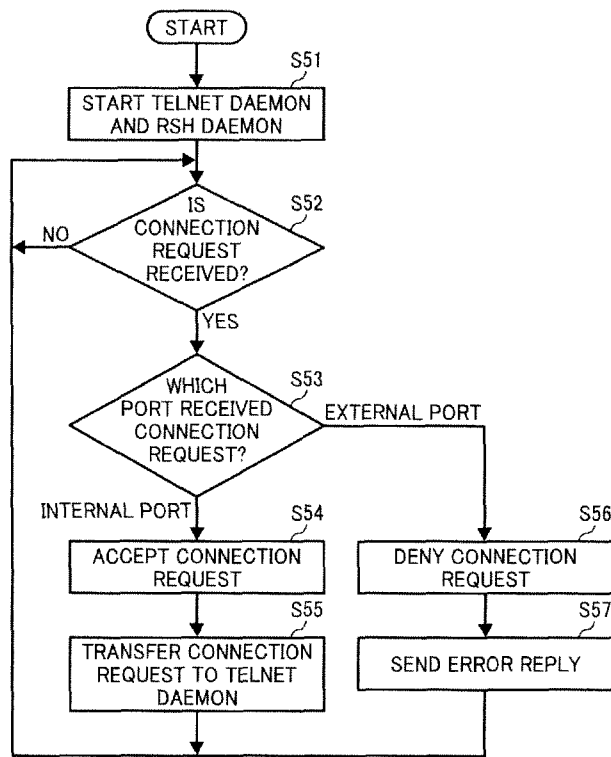 START
S51
START TELNET DAEMON
AND RSH DAEMON
S52
IS
CONNECTION
REQUEST
RECEIVED?
NO
YES
S53
WHICH
PORT RECEIVED
CONNECTION
REQUEST?
EXTERNAL PORT
INTERNAL PORT
S54
ACCEPT CONNECTION
REQUEST
S55
TRANSFER CONNECTION
REQUEST TO TELNET
DAEMON
S56
DENY CONNECTION
REQUEST
S57
SEND ERROR REPLY